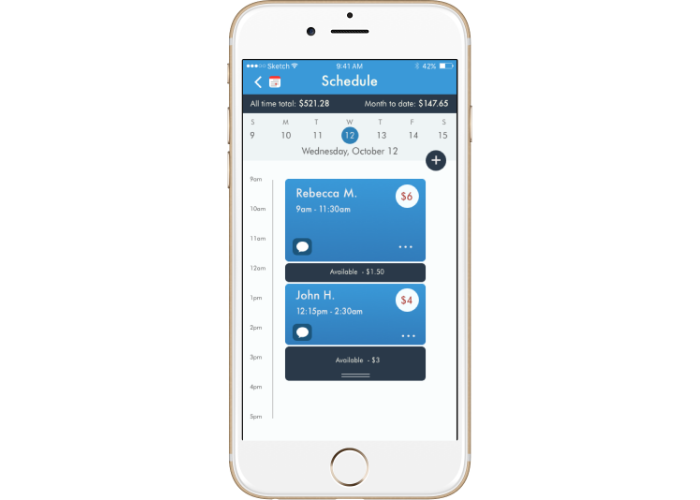 Sketch 9:41 AM 42%
Schedule
All time total: $521.28 Month to date: $147.65
S M T W T F S
9 10 11 12 13 14 15
Wednesday, October 12
+
9am
Rebecca M. $6
9am - 11:30am
10am
11am
12am
Available - $1.50
John H. $4
1pm
12:15pm - 2:30am
2pm
3pm
Available - $3
4pm
5pm